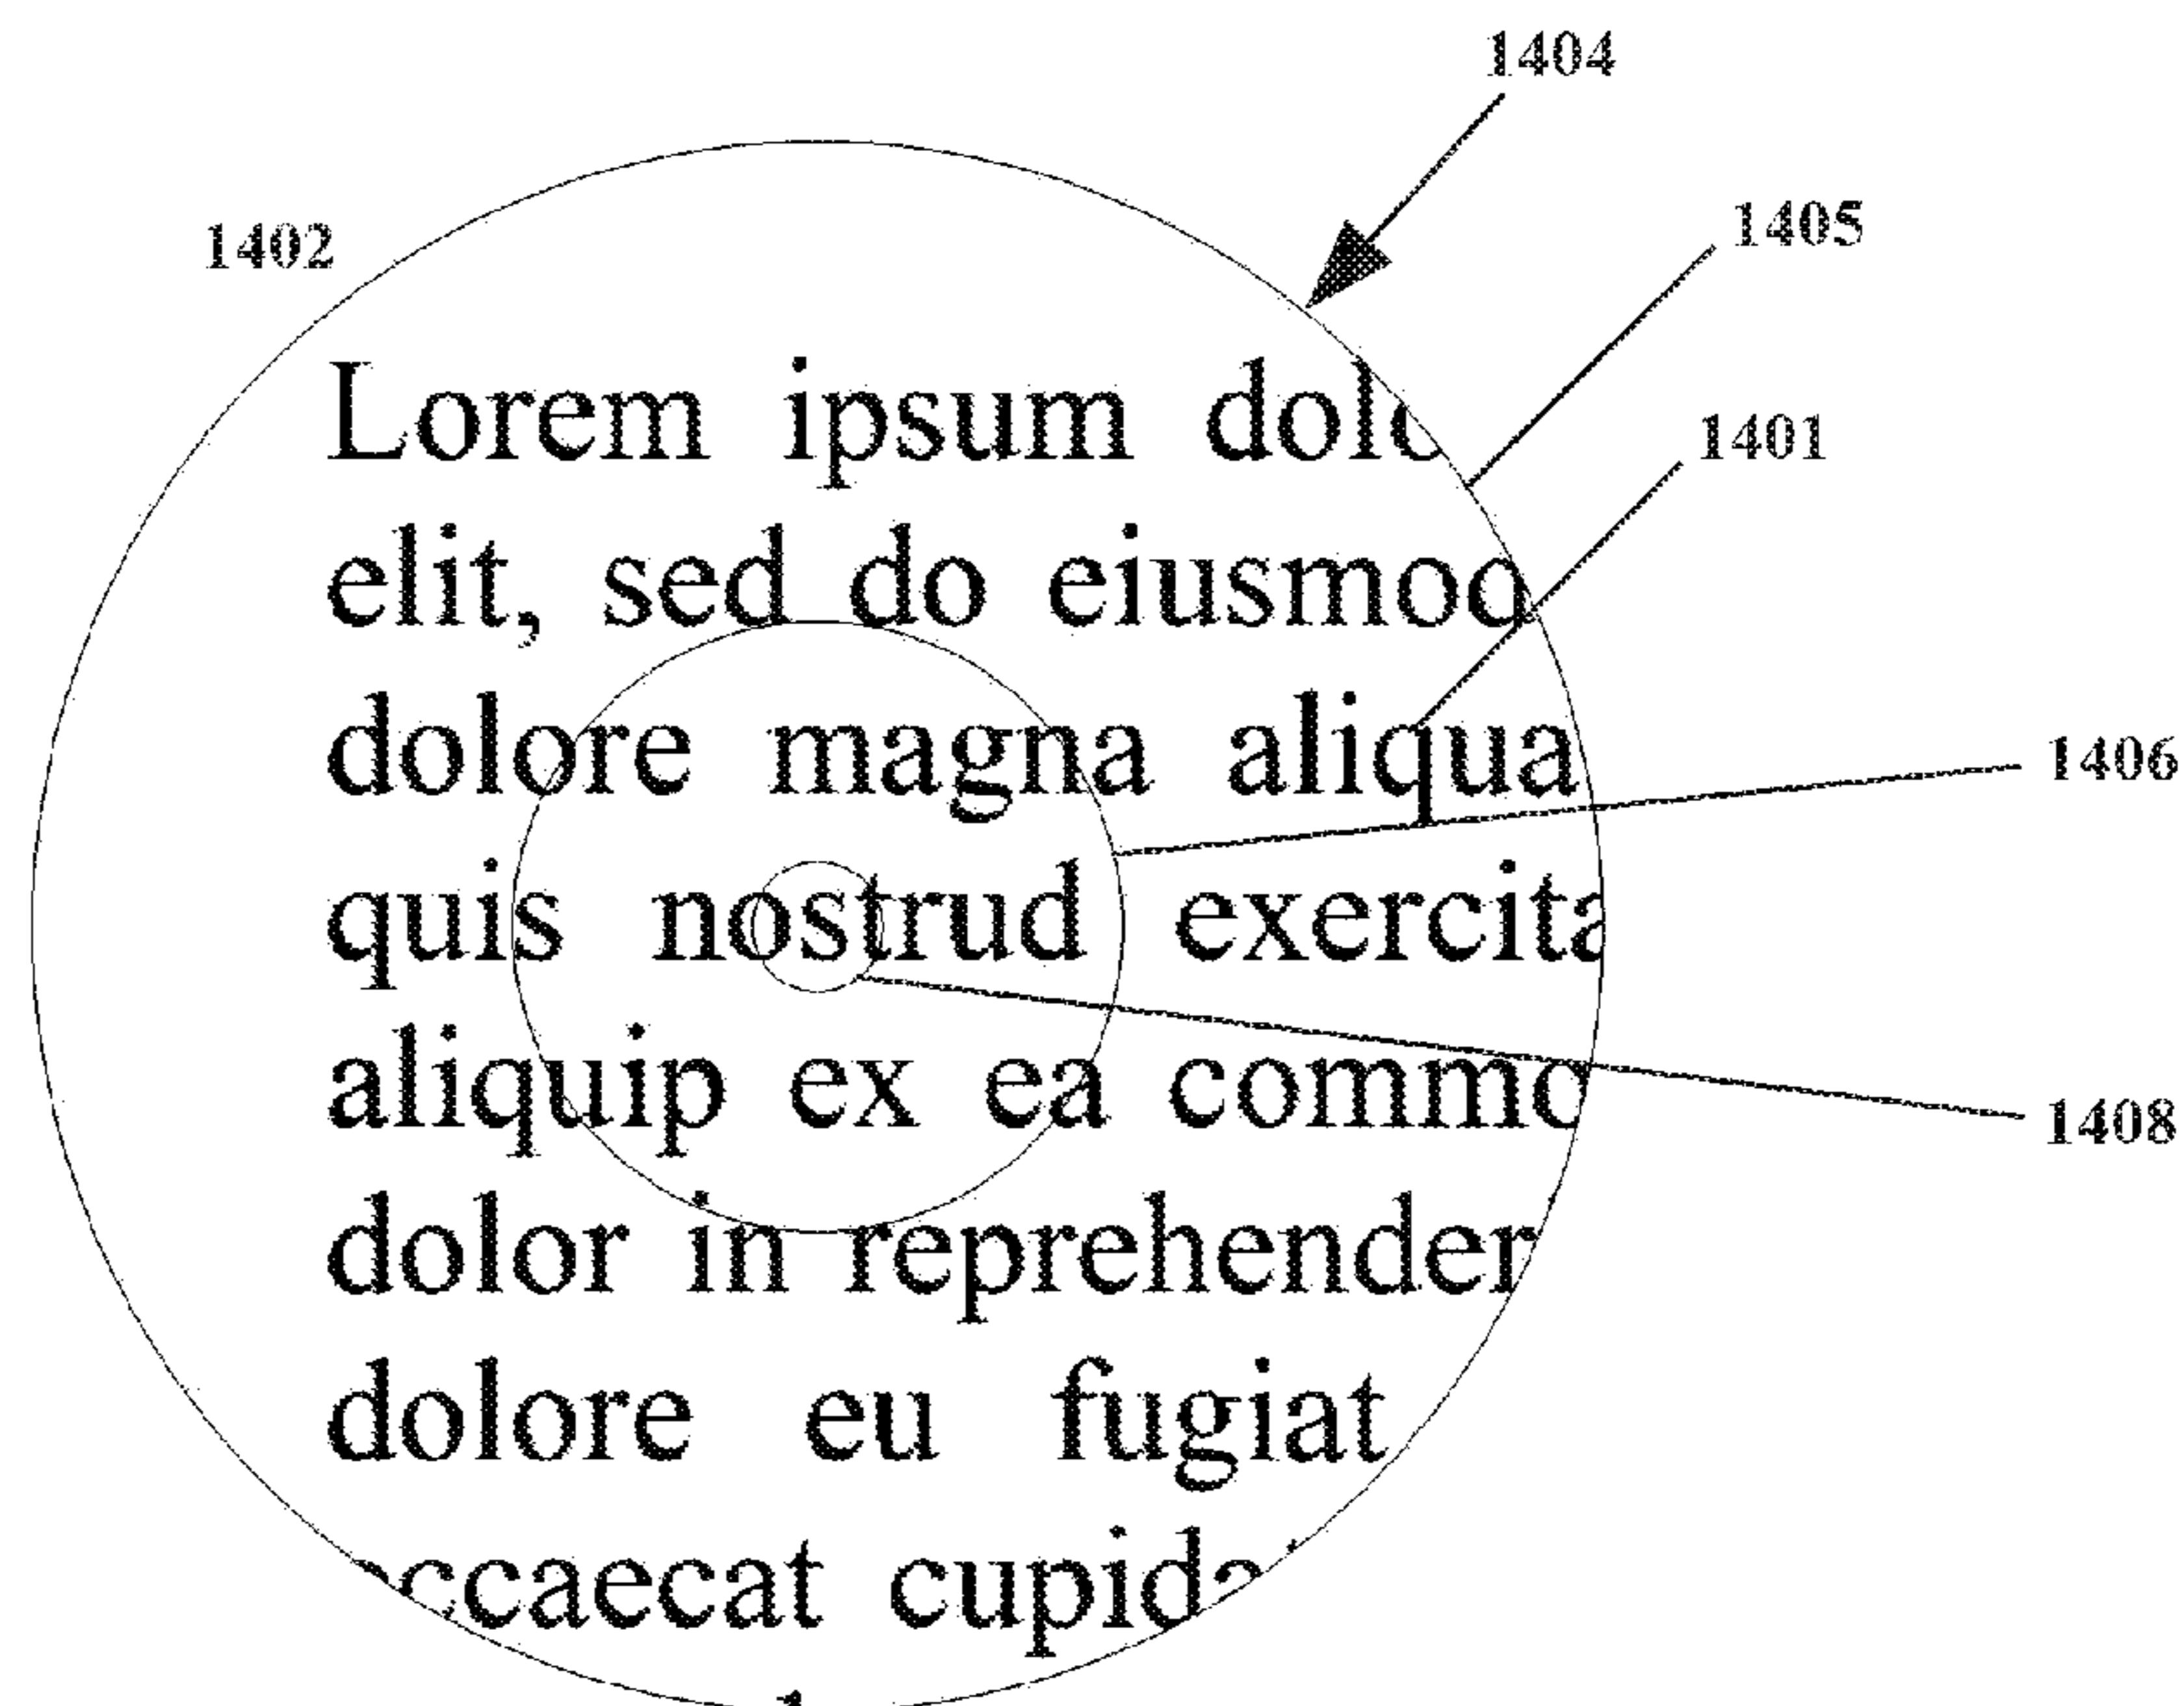 1404
1405
1402
Lorem ipsum dolo
1401
elit, sed do eiusmod
dolore magna aliqua
1406
quis nostrud exercita
aliquip ex ea commo
1408
dolor in reprehender
dolore eu fugiat
ccaecat cupida